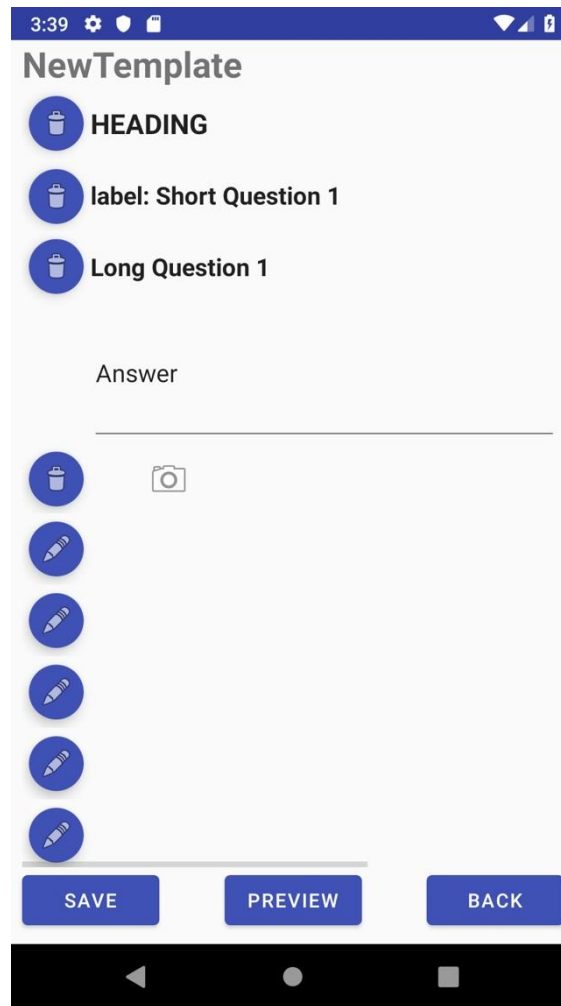 3:39
NewTemplate
HEADING
label: Short Question 1
Long Question 1
Answer
SAVE PREVIEW BACK